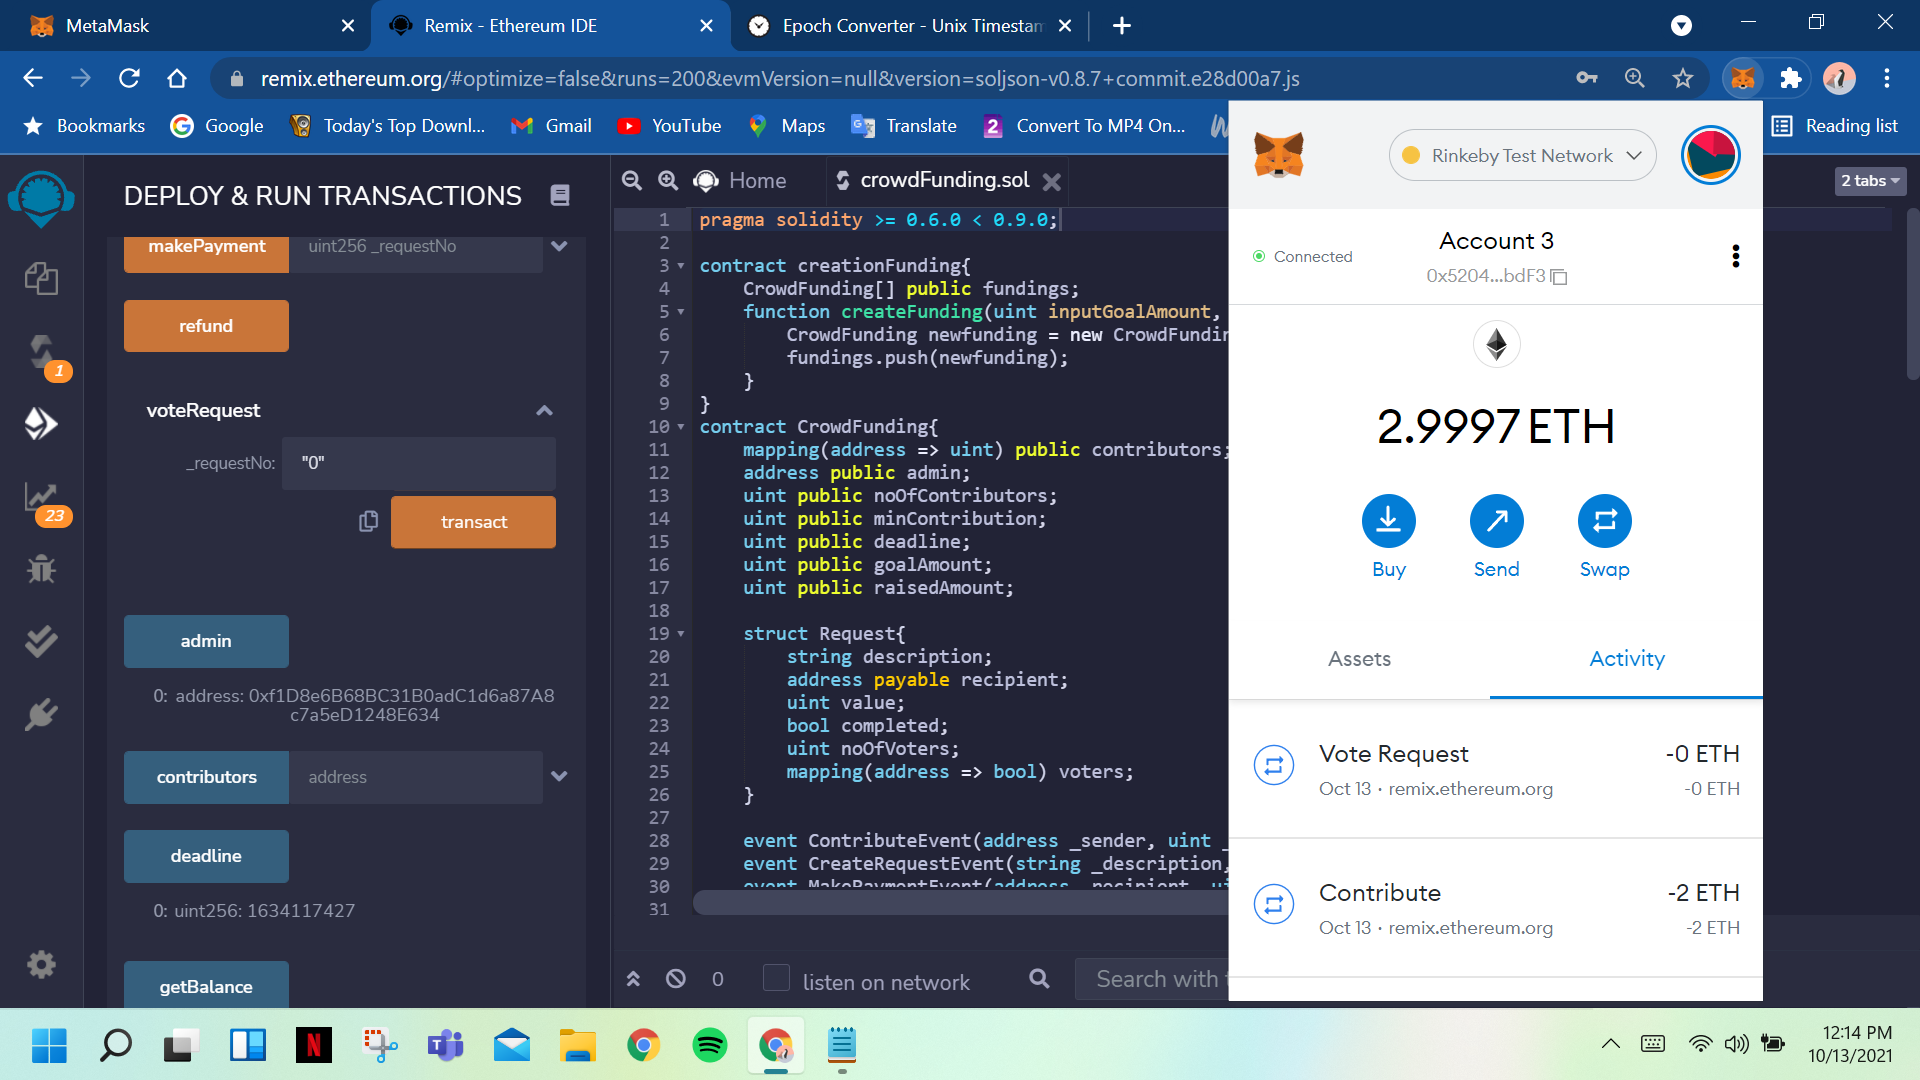 MetaMask
Remix - Ethereum IDE
Epoch Converter - Unix Timestam
remix.ethereum.org/#optimize=false&runs=200&evmVersion=null&version=soljson-v0.8.7+commit.e28d00a7.js
Bookmarks Google Today's Top Downl... Gmail YouTube Maps Translate Convert To MP4 On... Reading list
DEPLOY & RUN TRANSACTIONS
makePayment uint256 _requestNo
refund
voteRequest
_requestNo: "0"
transact
admin
0: address: 0xf1D8e6B68BC31B0adC1d6a87A8
c7a5eD1248E634
contributors address
deadline
0: uint256: 1634117427
getBalance
1
23
Home crowdFunding.sol
2 tabs
1 pragma solidity >= 0.6.0 < 0.9.0;
2
3 contract creationFunding{
4 CrowdFunding[] public fundings;
5 function createFunding(uint inputGoalAmount,
6 CrowdFunding newfunding = new CrowdFundin
7 fundings.push(newfunding);
8 }
9 }
10 contract CrowdFunding{
11 mapping(address => uint) public contributors;
12 address public admin;
13 uint public noOfContributors;
14 uint public minContribution;
15 uint public deadline;
16 uint public goalAmount;
17 uint public raisedAmount;
18
19 struct Request{
20 string description;
21 address payable recipient;
22 uint value;
23 bool completed;
24 uint noOfVoters;
25 mapping(address => bool) voters;
26 }
27
28 event ContributeEvent(address _sender, uint _
29 event CreateRequestEvent(string _description,
30 event MakePaymentEvent(address _recipient, ui
31
0 listen on network Search with t
Rinkeby Test Network
Connected
Account 3
0x5204...bdF3
2.9997 ETH
Buy Send Swap
Assets Activity
Vote Request -0 ETH
Oct 13 · remix.ethereum.org -0 ETH
Contribute -2 ETH
Oct 13 · remix.ethereum.org -2 ETH
12:14 PM
10/13/2021